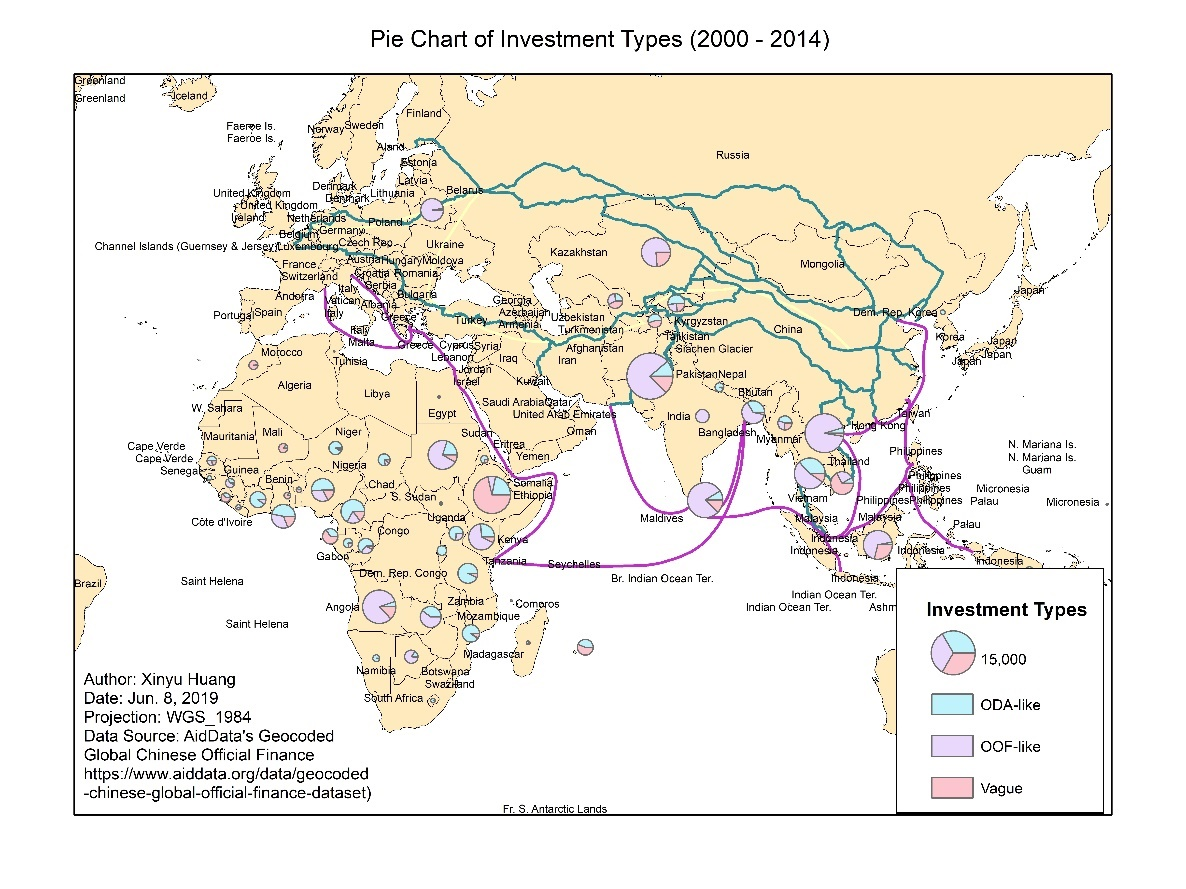 Pie Chart of Investment Types (2000 - 2014)
Greenland
Greenland
Iceland
Finland
Faeroe Is.
Faeroe Is.
Norway
Sweden
Aland
Estonia
Russia
Latvia
Denmark
Denmark
Lithuania
Belarus
United Kingdom
United Kingdom
Ireland
Netherlands
Poland
Belgium
Germany
Channel Islands (Guernsey & Jersey)
Luxembourg
Czech Rep.
Ukraine
Kazakhstan
Mongolia
France
Austria
Hungary
Moldova
Switzerland
Croatia
Romania
Italy
Serbia
Andorra
Vatican
Albania
Bulgaria
Georgia
Azerbaijan
Armenia
Uzbekistan
Turkmenistan
Kyrgyzstan
Tajikistan
China
Dem. Rep. Korea
Japan
Portugal
Spain
Italy
Italy
Greece
Greece
Turkey
Malta
Korea
Japan
Japan
Japan
Morocco
Tunisia
Cyprus
Syria
Lebanon
Iraq
Iran
Afghanistan
Siachen Glacier
Algeria
Libya
Jordan
Israel
Kuwait
Pakistan
Nepal
Bhutan
Egypt
Saudi Arabia
Qatar
United Arab Emirates
India
Taiwan
W. Sahara
Oman
Bangladesh
Myanmar
Hong Kong
Mauritania
Mali
Niger
Sudan
Eritrea
Yemen
Cape Verde
Cape Verde
Senegal
Guinea
Nigeria
Benin
Chad
S. Sudan
Somalia
Ethiopia
Thailand
Vietnam
Philippines
Philippines
Philippines
Philippines
Philippines
N. Mariana Is.
N. Mariana Is.
Guam
Micronesia
Palau
Micronesia
Côte d'Ivoire
Uganda
Congo
Kenya
Maldives
Malaysia
Malaysia
Palau
Gabon
Tanzania
Seychelles
Indonesia
Indonesia
Indonesia
Indonesia
Indonesia
Brazil
Saint Helena
Dem. Rep. Congo
Br. Indian Ocean Ter.
Angola
Zambia
Mozambique
Comoros
Indian Ocean Ter.
Indian Ocean Ter.
Ashm
Saint Helena
Madagascar
Namibia
Botswana
Swaziland
South Africa
Fr. S. Antarctic Lands
Author: Xinyu Huang
Date: Jun. 8, 2019
Projection: WGS_1984
Data Source: AidData's Geocoded
Global Chinese Official Finance
https://www.aiddata.org/data/geocoded
-chinese-global-official-finance-dataset)
Investment Types
15,000
ODA-like
OOF-like
Vague